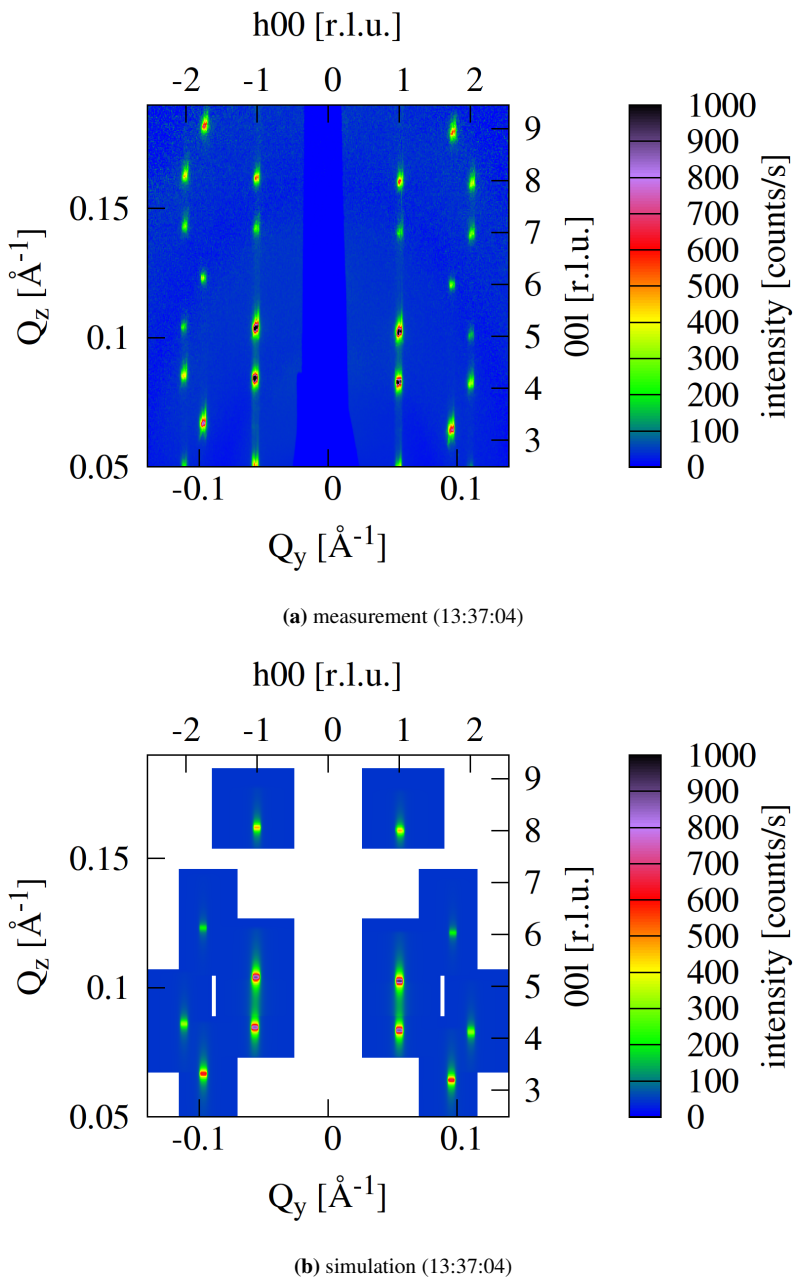 h00 [r.l.u.]
-2 -1 0 1 2
Qz [Å-1]
0.15
0.1
0.05
-0.1 0 0.1
Qy [Å-1]
9
8
7
6
5
4
3
00l [r.l.u.]
1000
900
800
700
600
500
400
300
200
100
0
intensity [counts/s]
(a) measurement (13:37:04)
h00 [r.l.u.]
-2 -1 0 1 2
Qz [Å-1]
0.15
0.1
0.05
-0.1 0 0.1
Qy [Å-1]
9
8
7
6
5
4
3
00l [r.l.u.]
1000
900
800
700
600
500
400
300
200
100
0
intensity [counts/s]
(b) simulation (13:37:04)